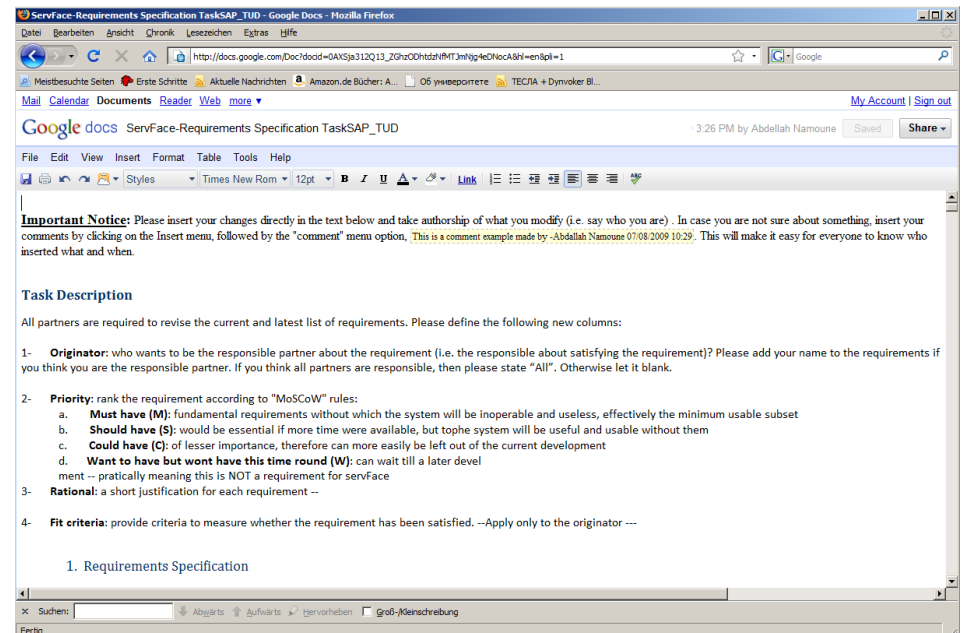 ServFace-Requirements Specification TaskSAP_TUD - Google Docs - Mozilla Firefox
Datei Bearbeiten Ansicht Chronik Lesezeichen Extras Hilfe
Google
Meistbesuchte Seiten Erste Schritte Aktuelle Nachrichten Amazon.de Bücher: A... Об университете ТЕСЛА + Dynvoker Bl...
Mail Calendar Documents Reader Web more ▼ My Account | Sign out
Google docs ServFace-Requirements Specification TaskSAP_TUD 3:26 PM by Abdellah Namoune Saved Share
File Edit View Insert Format Table Tools Help
Styles Times New Rom 12pt B I U A Link
Important Notice: Please insert your changes directly in the text below and take authorship of what you modify (i.e. say who you are) . In case you are not sure about something, insert your
comments by clicking on the Insert menu, followed by the "comment" menu option, This is a comment example made by -Abdallah Namoune 07/08/2009 10:29. This will make it easy for everyone to know who
inserted what and when.
Task Description
All partners are required to revise the current and latest list of requirements. Please define the following new columns:
1- Originator: who wants to be the responsible partner about the requirement (i.e. the responsible about satisfying the requirement)? Please add your name to the requirements if
you think you are the responsible partner. If you think all partners are responsible, then please state “All”. Otherwise let it blank.
2- Priority: rank the requirement according to "MoSCoW" rules:
a. Must have (M): fundamental requirements without which the system will be inoperable and useless, effectively the minimum usable subset
b. Should have (S): would be essential if more time were available, but tophe system will be useful and usable without them
c. Could have (C): of lesser importance, therefore can more easily be left out of the current development
d. Want to have but wont have this time round (W): can wait till a later devel
ment -- pratically meaning this is NOT a requirement for servFace
3- Rational: a short justification for each requirement --
4- Fit criteria: provide criteria to measure whether the requirement has been satisfied. --Apply only to the originator ---
1. Requirements Specification
Suchen: Abwärts Aufwärts Hervorheben Groß-/Kleinschreibung
Fertig